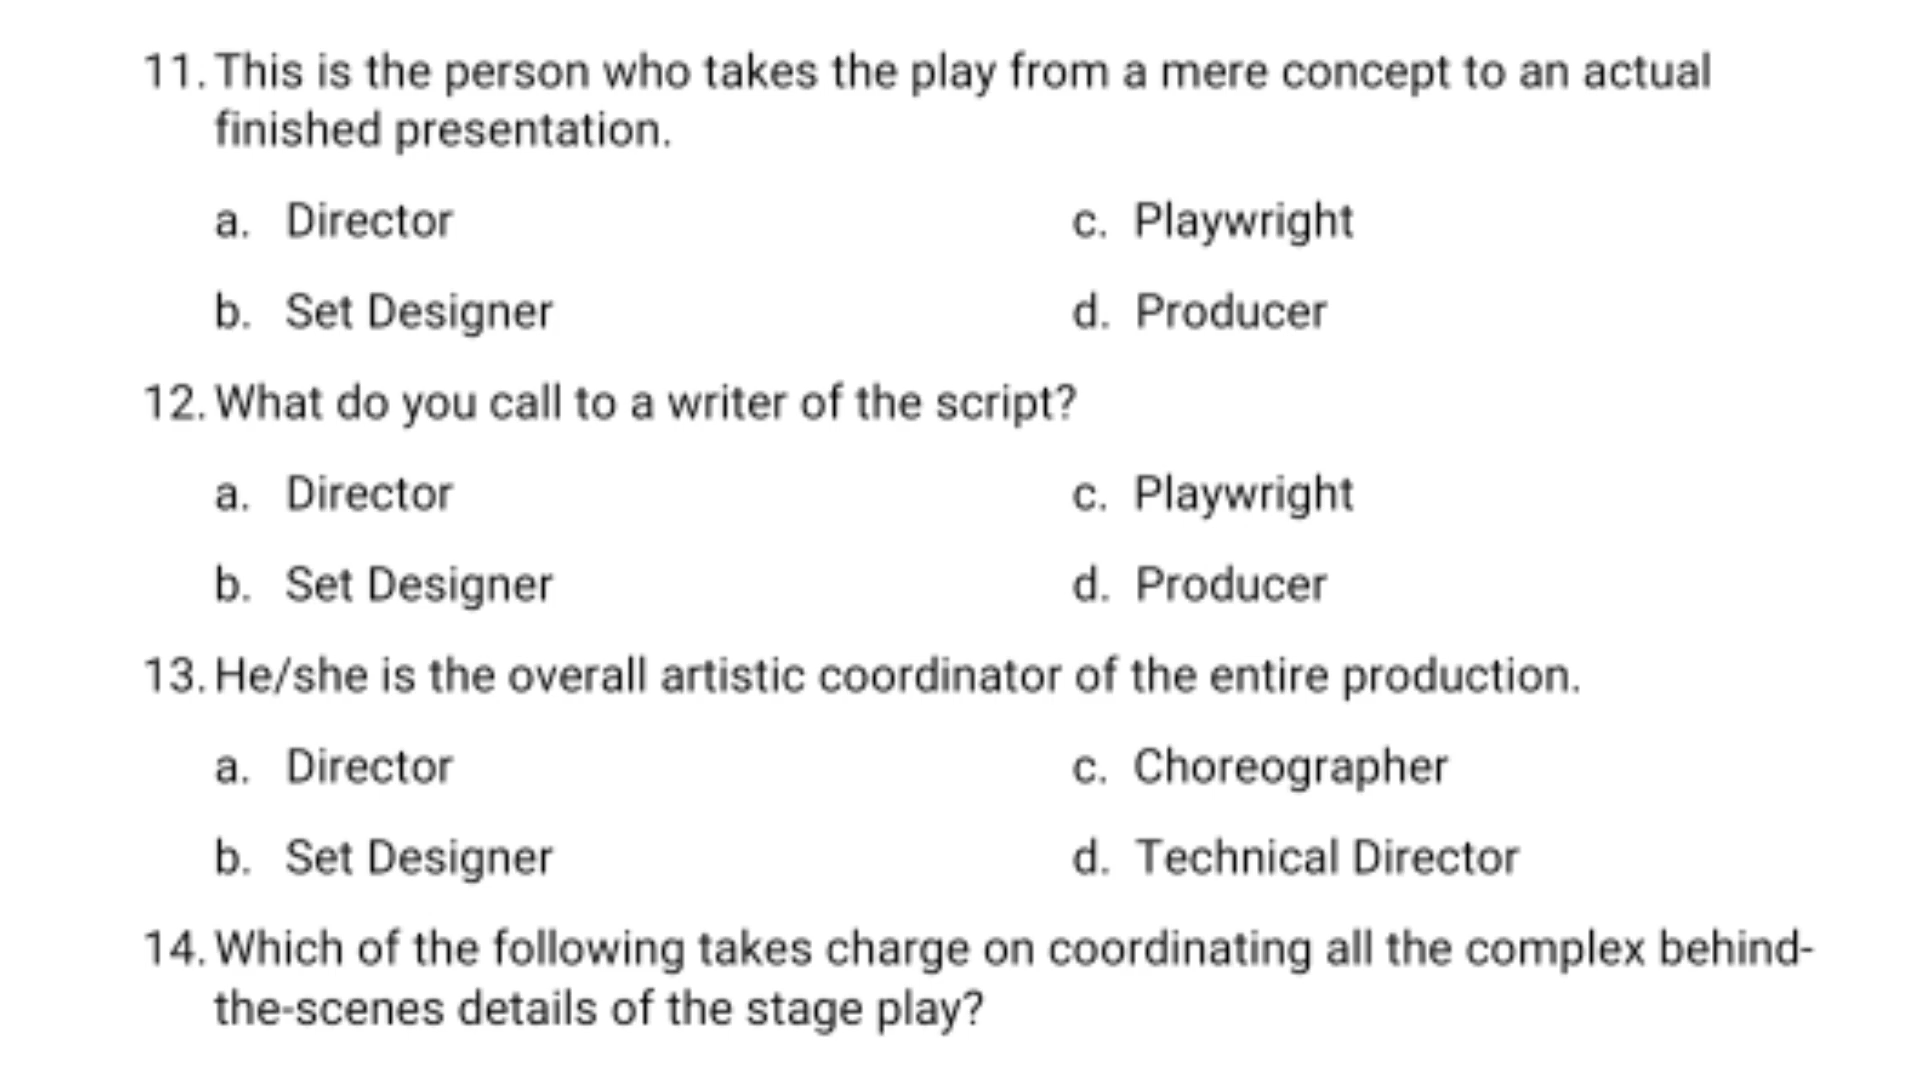 11. This is the person who takes the play from a mere concept to an actual
finished presentation.
a. Director
c. Playwright
b. Set Designer
d. Producer
12. What do you call to a writer of the script?
a. Director
c. Playwright
b. Set Designer
d. Producer
13. He/she is the overall artistic coordinator of the entire production.
a. Director
c. Choreographer
b. Set Designer
d. Technical Director
14. Which of the following takes charge on coordinating all the complex behind-
the-scenes details of the stage play?